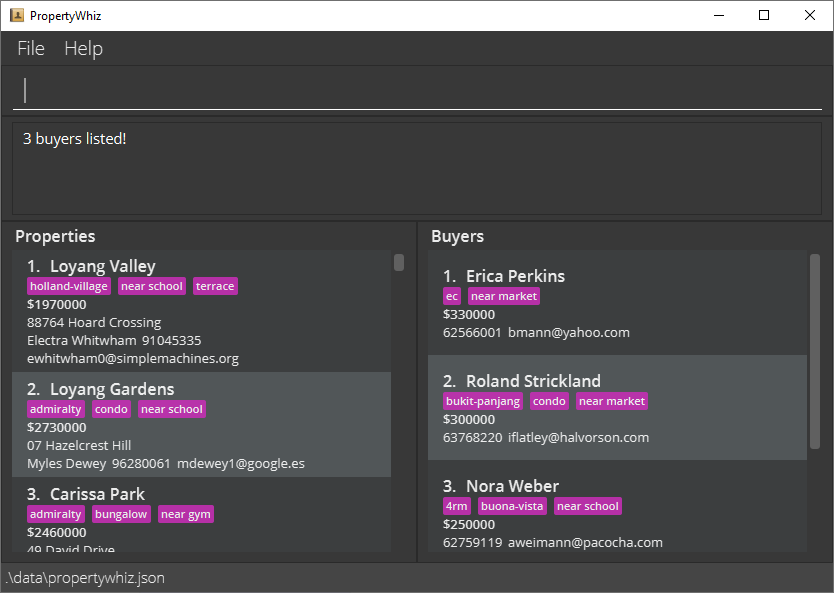 PropertyWhiz
File Help
3 buyers listed!
Properties
1. Loyang Valley
holland-village near school terrace
$1970000
88764 Hoard Crossing
Electra Whitwham 91045335
ewhitwham0@simplemachines.org
2. Loyang Gardens
admiralty condo near school
$2730000
07 Hazelcrest Hill
Myles Dewey 96280061 mdewey1@google.es
3. Carissa Park
admiralty bungalow near gym
$2460000
49 David Drive
Buyers
1. Erica Perkins
ec near market
$330000
62566001 bmann@yahoo.com
2. Roland Strickland
bukit-panjang condo near market
$300000
63768220 iflatley@halvorson.com
3. Nora Weber
4rm buona-vista near school
$250000
62759119 aweimann@pacocha.com
.\data\propertywhiz.json